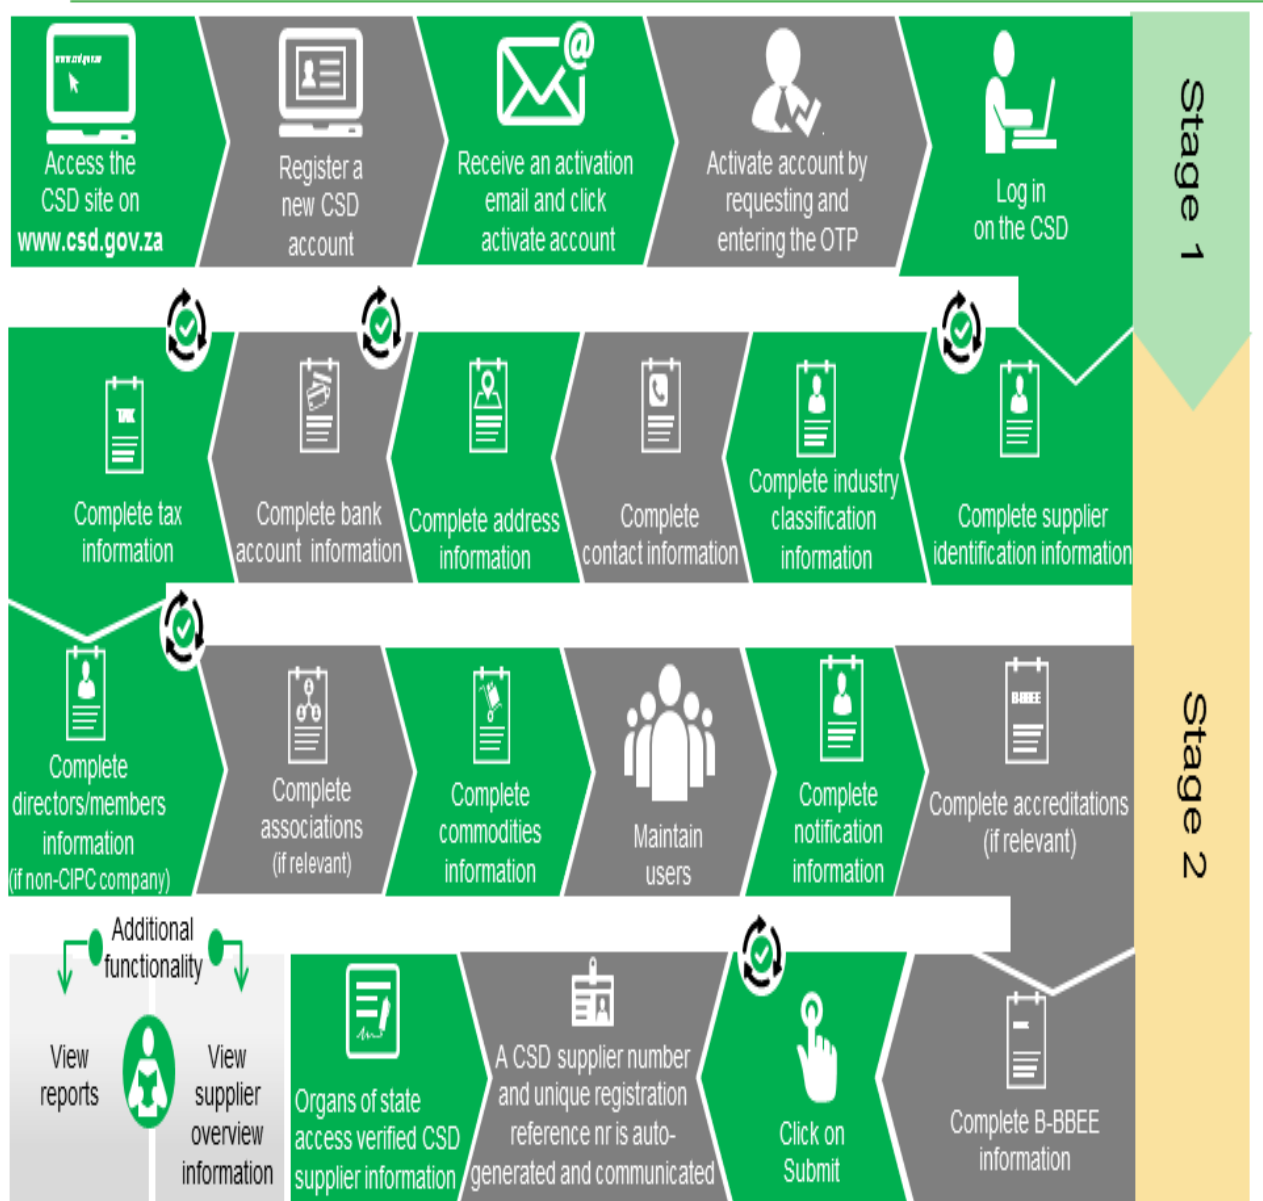 www.csd.gov.za
Access the
CSD site on
www.csd.gov.za
Register a
new CSD
account
@
Receive an activation
email and click
activate account
Activate account by
requesting and
entering the OTP
Log in
on the CSD
Stage 1
Complete supplier
identification information
Complete industry
classification
information
Complete
contact information
Complete address
information
Complete bank
account information
TAX
Complete tax
information
Complete
directors/members
information
(if non-CIPC company)
Complete
associations
(if relevant)
Complete
commodities
information
Maintain
users
Complete
notification
information
B-BBEE
Complete accreditations
(if relevant)
Stage 2
Complete B-BBEE
information
Click on
Submit
A CSD supplier number
and unique registration
reference nr is auto-
generated and communicated
Organs of state
access verified CSD
supplier information
Additional
functionality
View
reports
View
supplier
overview
information